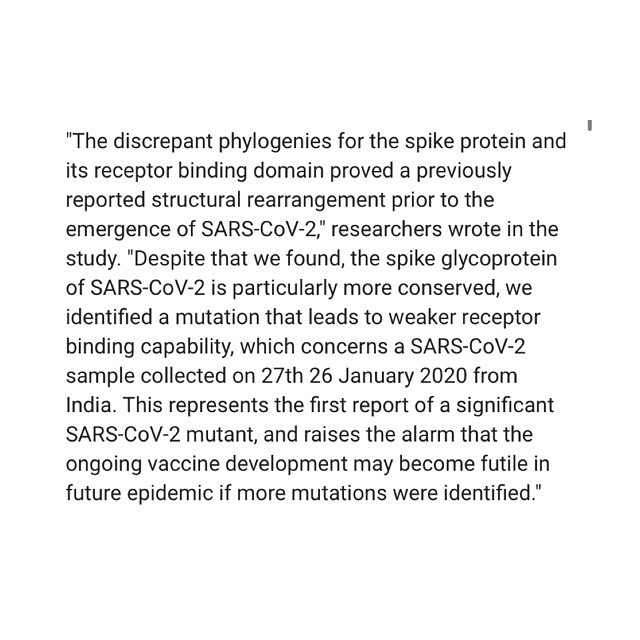 "The discrepant phylogenies for the spike protein and
its receptor binding domain proved a previously
reported structural rearrangement prior to the
emergence of SARS-CoV-2," researchers wrote in the
study. "Despite that we found, the spike glycoprotein
of SARS-CoV-2 is particularly more conserved, we
identified a mutation that leads to weaker receptor
binding capability, which concerns a SARS-CoV-2
sample collected on 27th 26 January 2020 from
India. This represents the first report of a significant
SARS-CoV-2 mutant, and raises the alarm that the
ongoing vaccine development may become futile in
future epidemic if more mutations were identified."